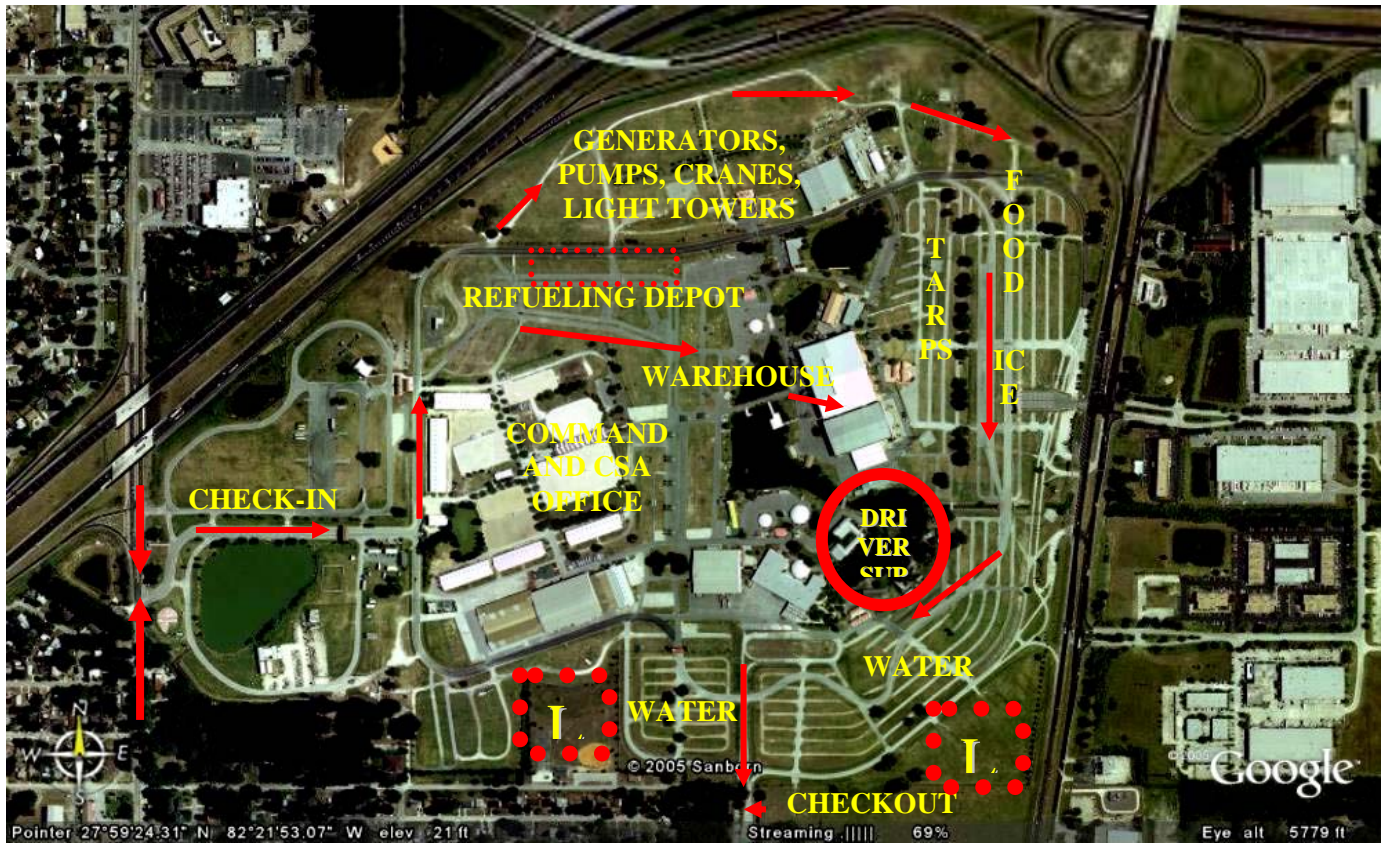 GENERATORS,
PUMPS, CRANES,
LIGHT TOWERS
F
O
O
D
T
A
R
PS
REFUELING DEPOT
ICE
E
WAREHOUSE
COMMAND
AND CSA
OFFICE
CHECK-IN
DRI
VER
SUP
WATER
WATER
L
L
N
W
E
S
© 2005 Sanborn
© 2005
Google
CHECKOUT
Pointer 27°59'24.31" N 82°21'53.07" W elev 21 ft
Streaming ||||| 69%
Eye alt 5779 ft